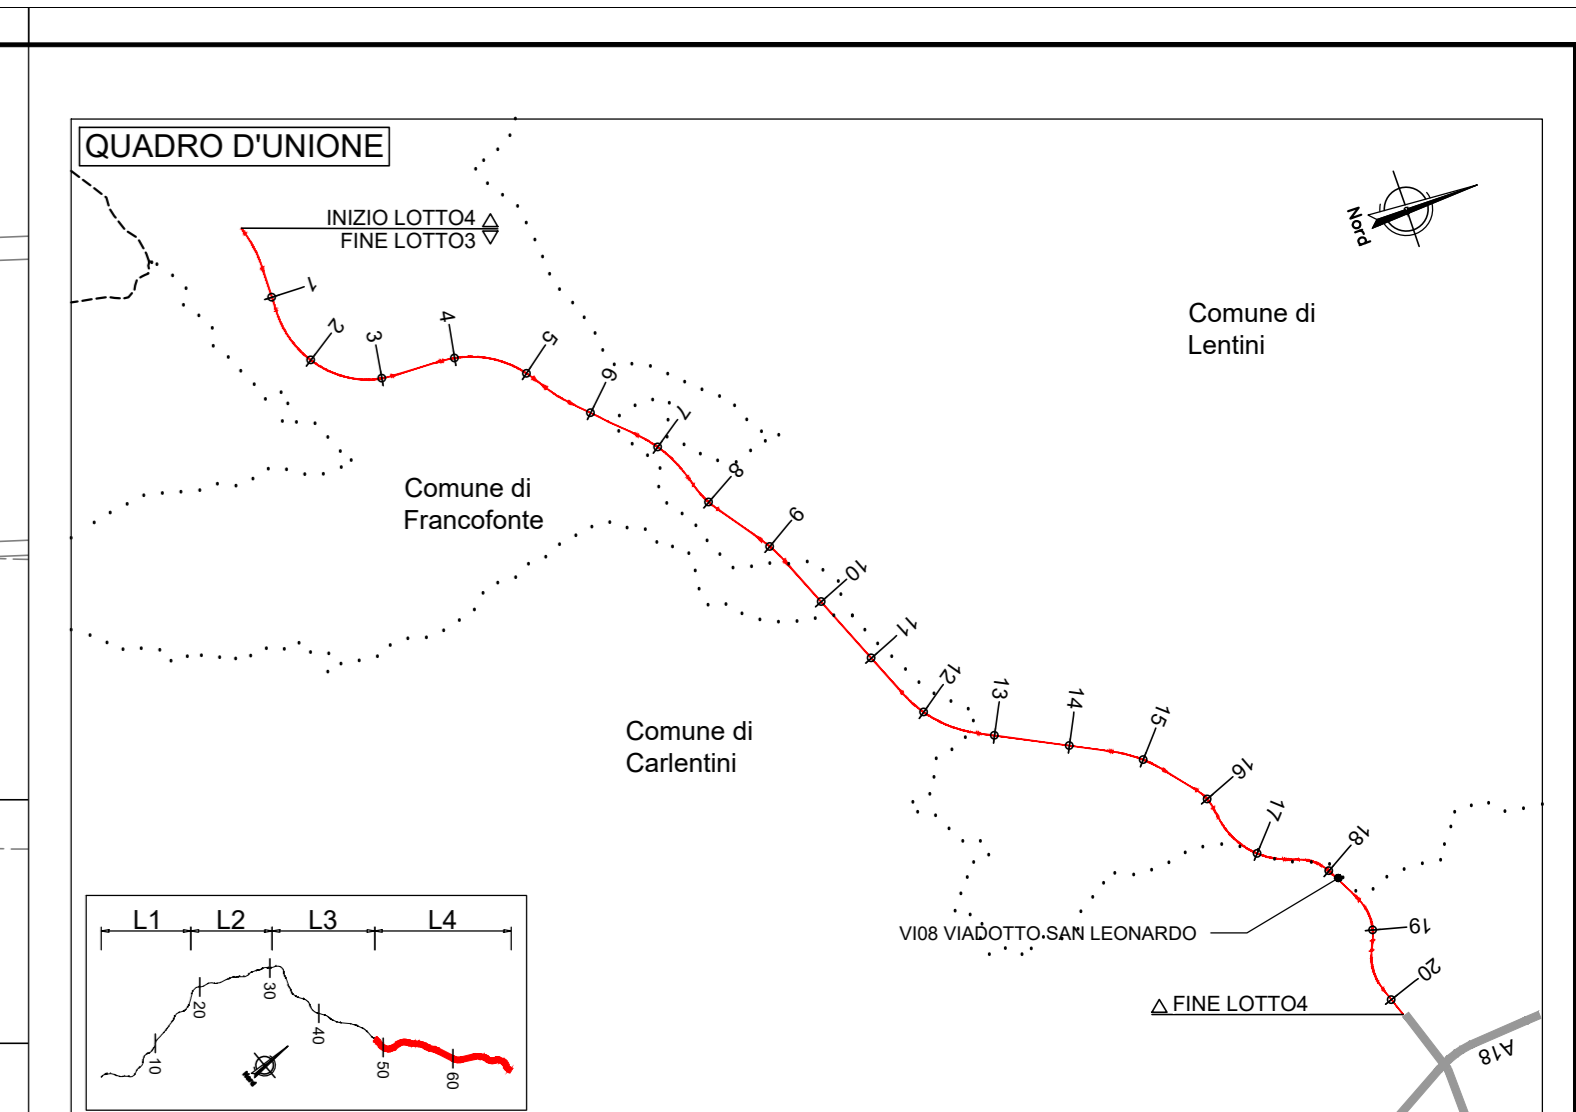 QUADRO D'UNIONE
INIZIO LOTTO4
FINE LOTTO3
Nord
Comune di
Lentini
1
2
3
4
5
6
7
8
9
10
11
12
13
14
15
16
17
18
19
20
Comune di
Francofonte
Comune di
Carlentini
VI08 VIADOTTO SAN LEONARDO
FINE LOTTO4
A18
L1 L2 L3 L4
10
20
30
40
50
60
Nord